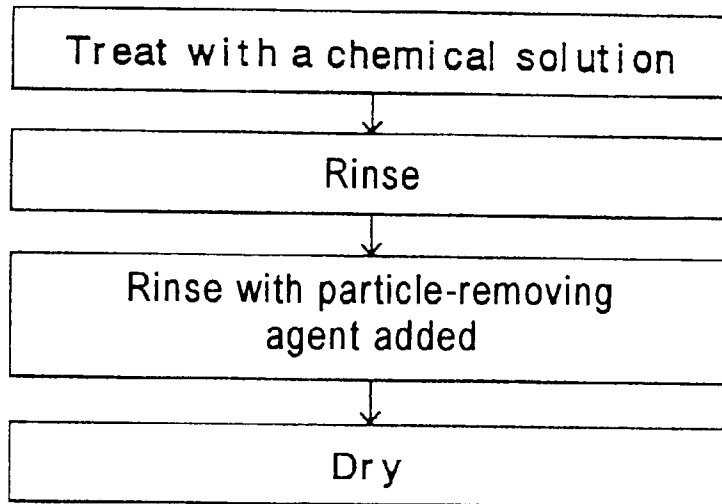 Treat with a chemical solution
Rinse
Rinse with particle-removing
agent added
Dry